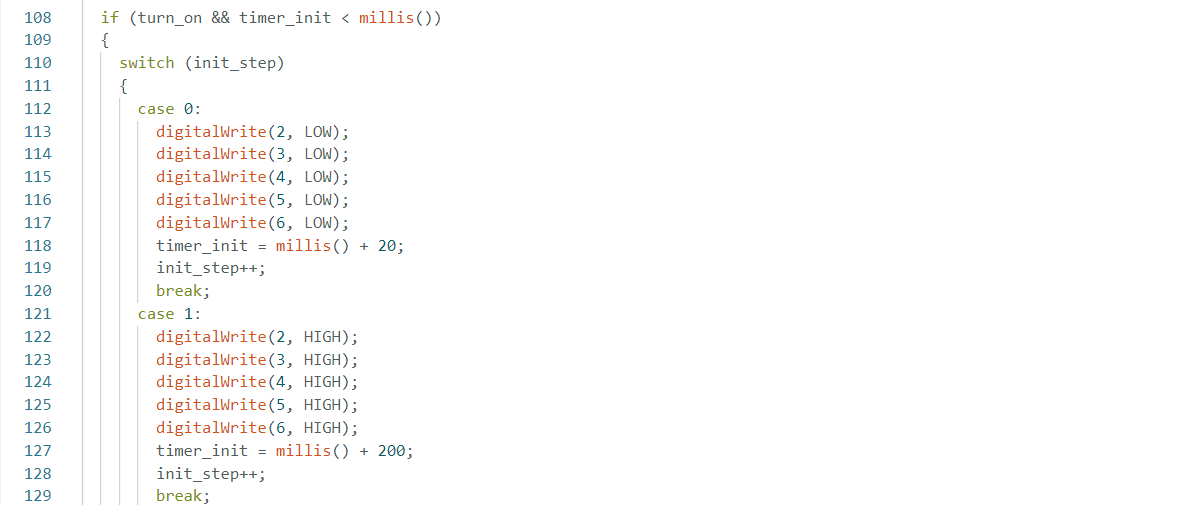 108 if (turn_on && timer_init < millis())
109 {
110 switch (init_step)
111 {
112 case 0:
113 digitalWrite(2, LOW);
114 digitalWrite(3, LOW);
115 digitalWrite(4, LOW);
116 digitalWrite(5, LOW);
117 digitalWrite(6, LOW);
118 timer_init = millis() + 20;
119 init_step++;
120 break;
121 case 1:
122 digitalWrite(2, HIGH);
123 digitalWrite(3, HIGH);
124 digitalWrite(4, HIGH);
125 digitalWrite(5, HIGH);
126 digitalWrite(6, HIGH);
127 timer_init = millis() + 200;
128 init_step++;
129 break;